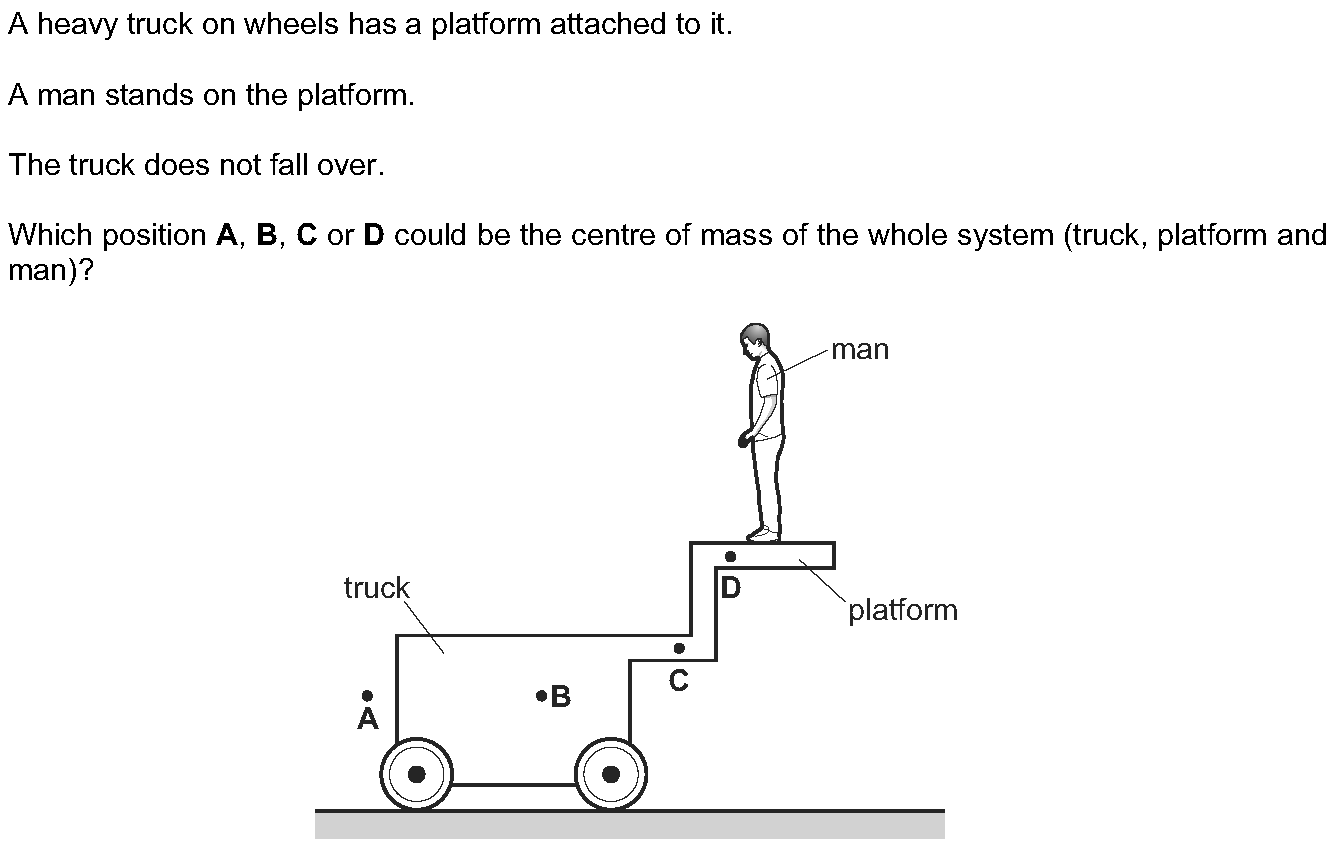 A heavy truck on wheels has a platform attached to it.
A man stands on the platform.
The truck does not fall over.
Which position A, B, C or D could be the centre of mass of the whole system (truck, platform and
man)?
man
D
truck
platform
C
B
A